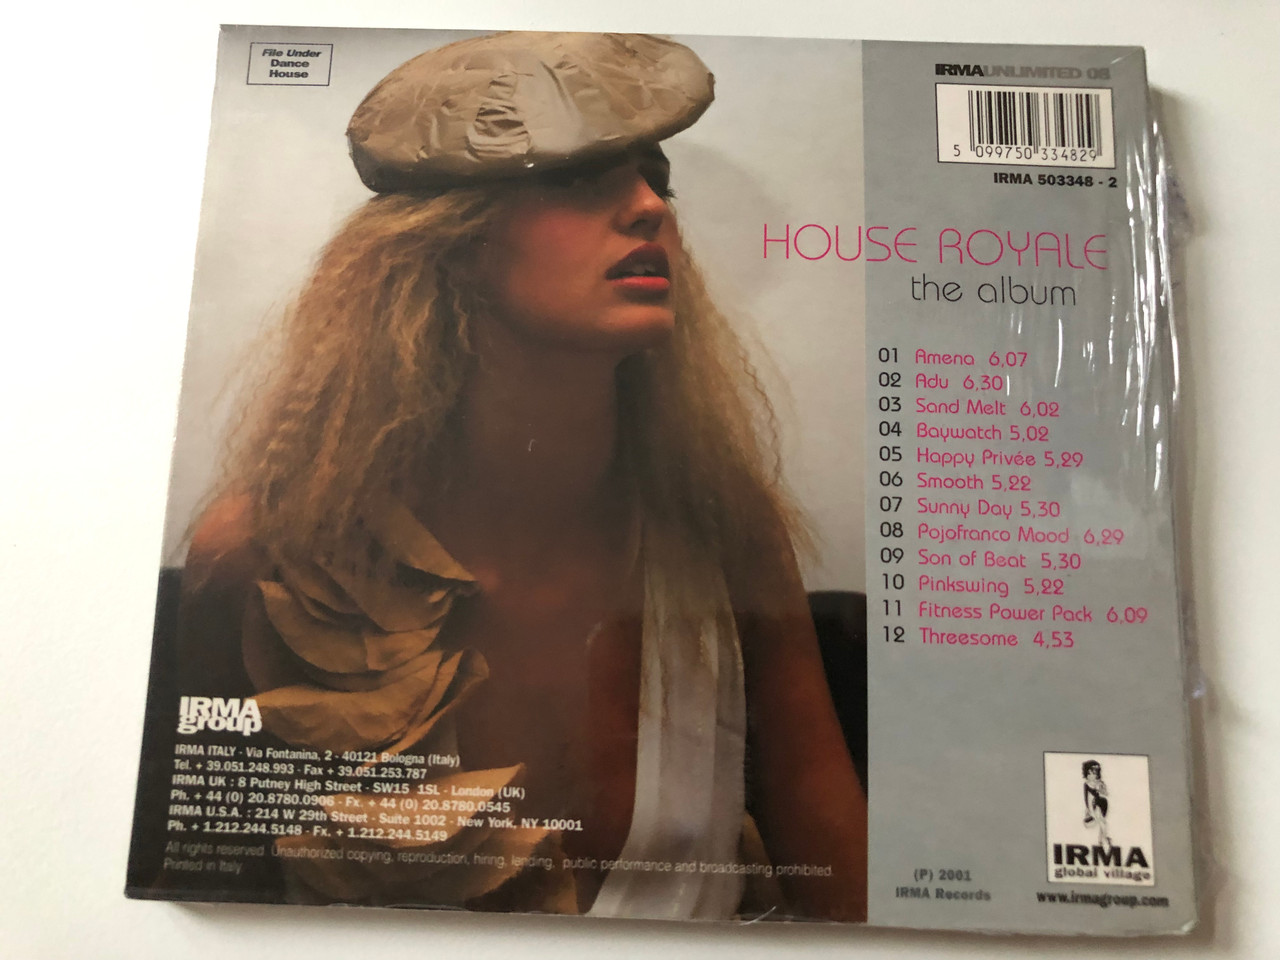 File Under
Dance
House
IRMAUNLIMITED 08
5 099750 334829
IRMA 503348 - 2
HOUSE ROYALE
the album
01 Amena 6,07
02 Adu 6,30
03 Sand Melt 6,02
04 Baywatch 5,02
05 Happy Privée 5,29
06 Smooth 5,22
07 Sunny Day 5,30
08 Pojofranco Mood 6,29
09 Son of Beat 5,30
10 Pinkswing 5,22
11 Fitness Power Pack 6,09
12 Threesome 4,53
IRMA
group
IRMA ITALY - Via Fontanina, 2 - 40121 Bologna (Italy)
Tel. + 39.051.248.993 - Fax + 39.051.253.787
IRMA UK : 8 Putney High Street - SW15 1SL - London (UK)
Ph. + 44 (0) 20.8780.0906 - Fx. + 44 (0) 20.8780.0545
IRMA U.S.A. : 214 W 29th Street - Suite 1002 - New York, NY 10001
Ph. + 1.212.244.5148 - Fx. + 1.212.244.5149
All rights reserved. Unauthorized copying, reproduction, hiring, lending, public performance and broadcasting prohibited.
Printed in Italy
(P) 2001
IRMA Records
IRMA
global village
www.irmagroup.com